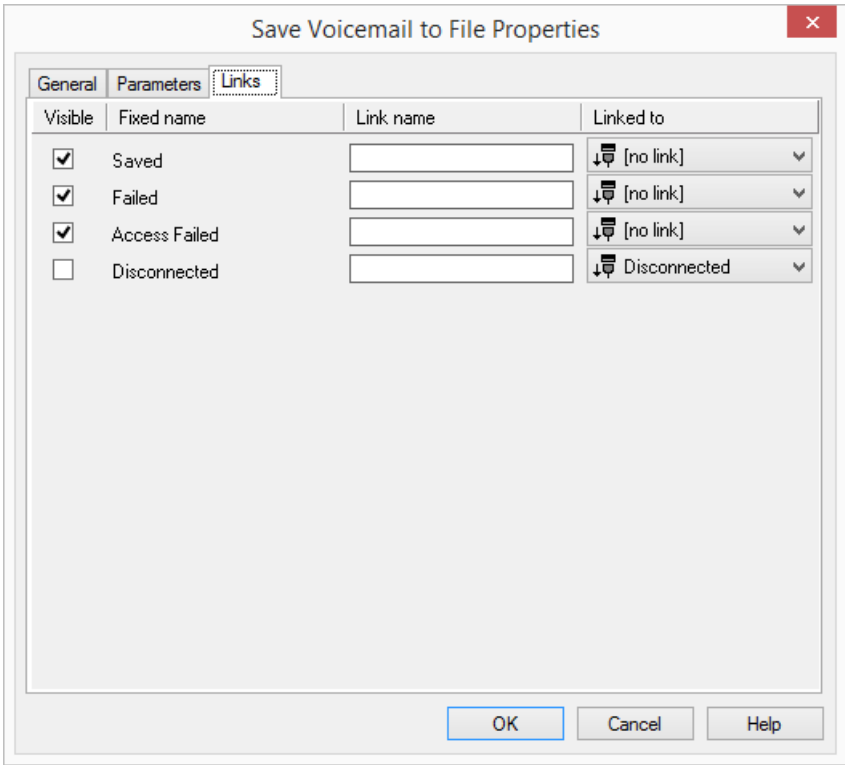 Save Voicemail to File Properties
General Parameters Links
Visible Fixed name Link name Linked to
Saved [no link]
Failed [no link]
Access Failed [no link]
Disconnected Disconnected
OK Cancel Help